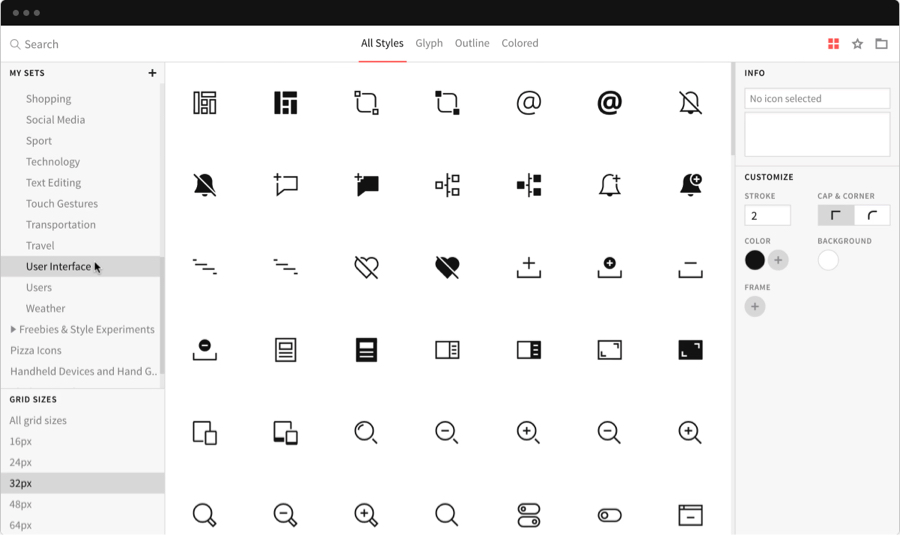 Search
All Styles Glyph Outline Colored
MY SETS +
Shopping
Social Media
Sport
Technology
Text Editing
Touch Gestures
Transportation
Travel
User Interface
Users
Weather
Freebies & Style Experiments
Pizza Icons
Handheld Devices and Hand G..
GRID SIZES
All grid sizes
16px
24px
32px
48px
64px
INFO
No icon selected
CUSTOMIZE
STROKE CAP & CORNER
2
COLOR BACKGROUND
FRAME